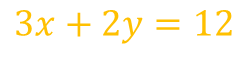 3x + 2y = 12